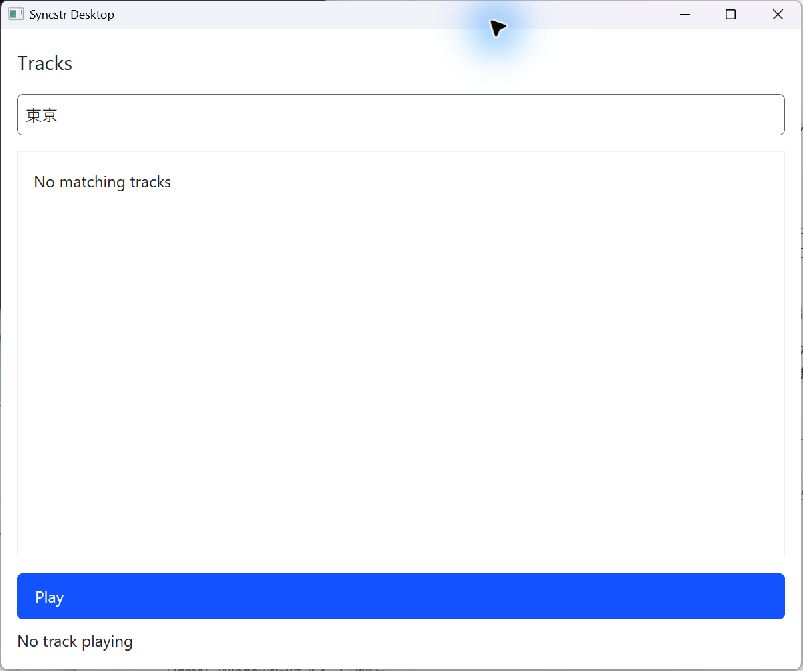 Syncstr Desktop
Tracks
東京
No matching tracks
Play
No track playing